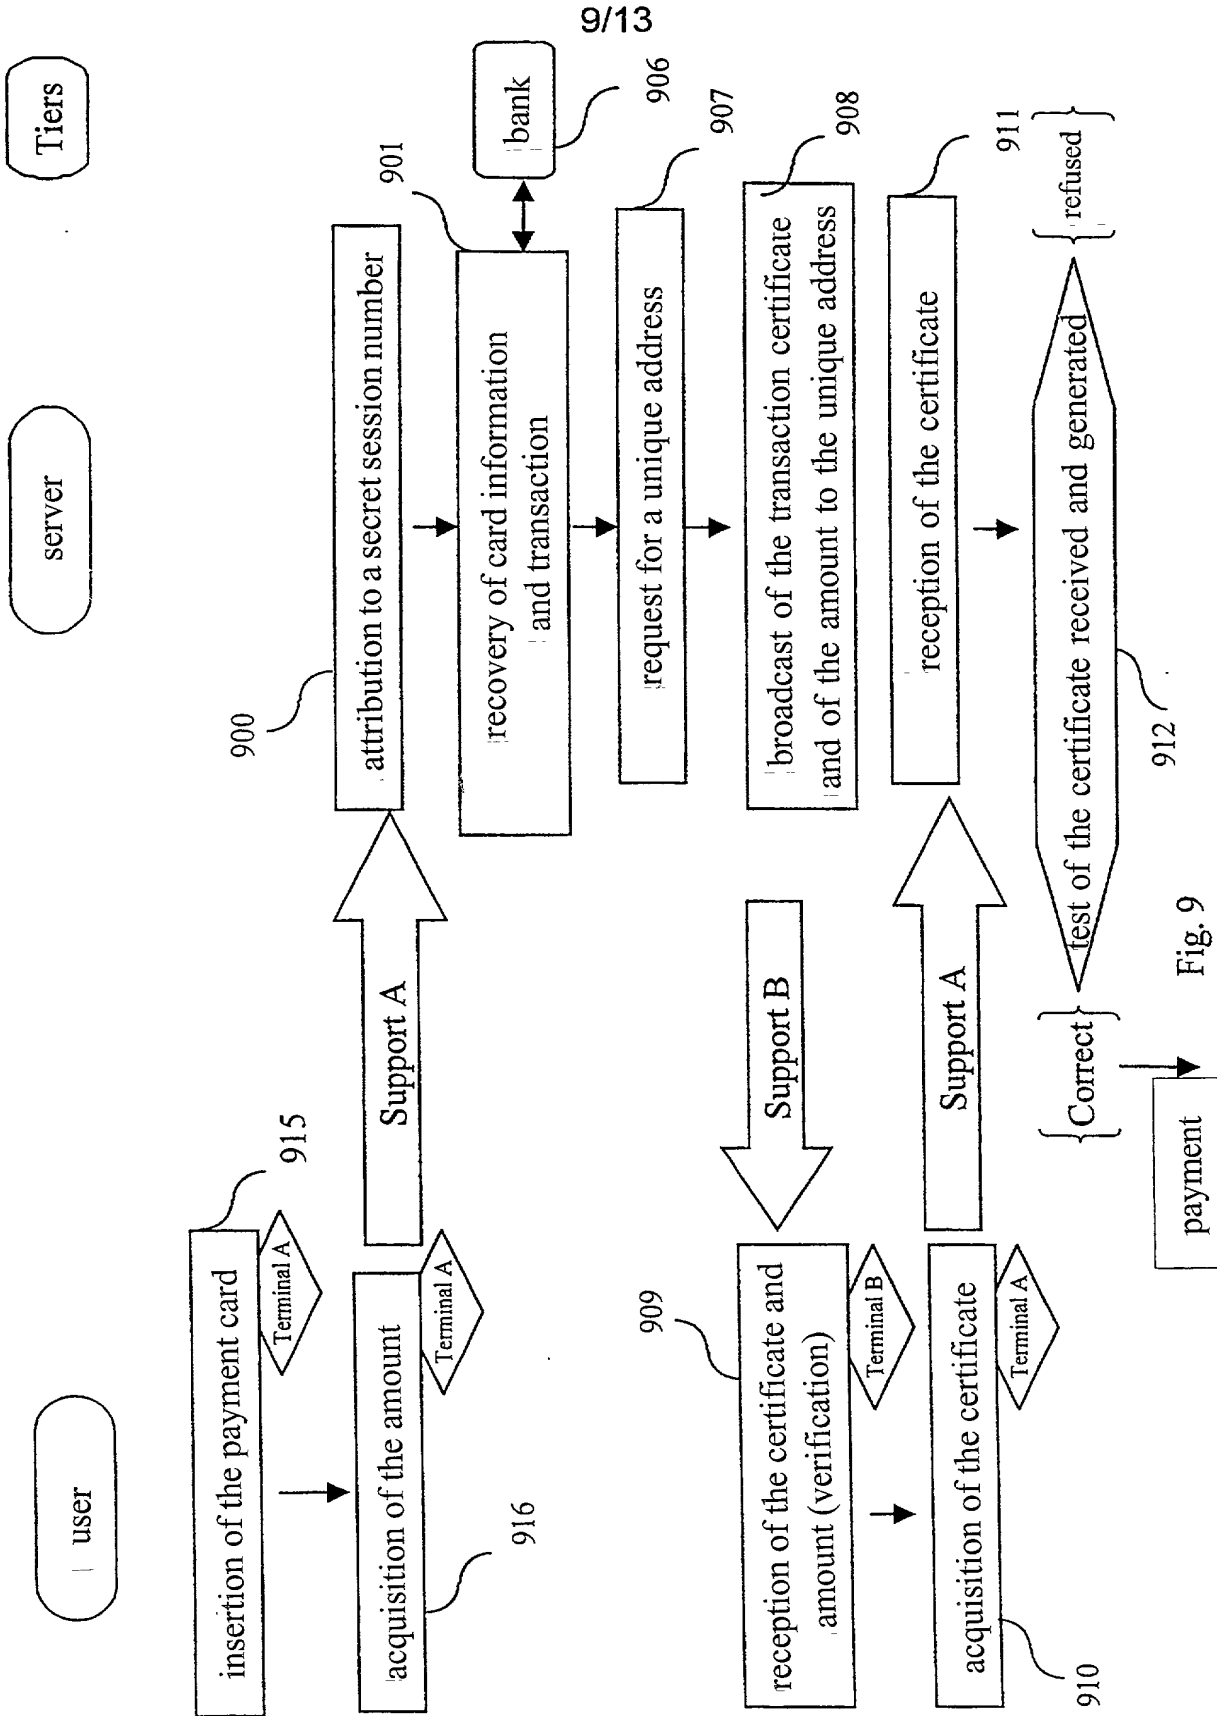 9/13
user
server
Tiers
insertion of the payment card
915
Terminal A
acquisition of the amount
916
Terminal A
Support A
900
attribution to a secret session number
901
recovery of card information
and transaction
bank
906
request for a unique address
907
broadcast of the transaction certificate
and of the amount to the unique address
908
Support B
909
reception of the certificate and
amount (verification)
Terminal B
acquisition of the certificate
910
Terminal A
Support A
reception of the certificate
911
test of the certificate received and generated
912
refused
Correct
payment
Fig. 9